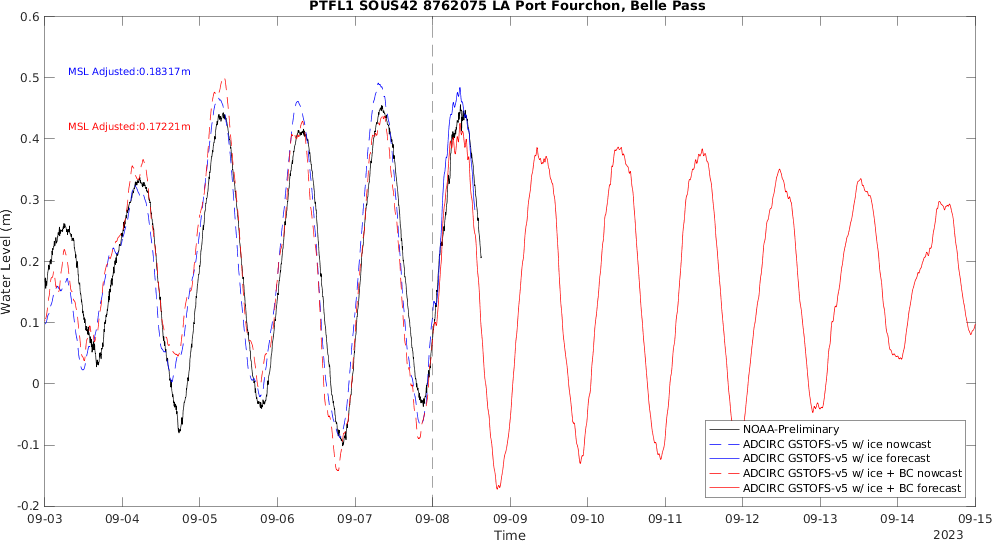 PTFL1 SOUS42 8762075 LA Port Fourchon, Belle Pass
0.6
0.5
0.4
0.3
0.2
0.1
0
-0.1
-0.2
Water Level (m)
MSL Adjusted:0.18317m
MSL Adjusted:0.17221m
NOAA-Preliminary
ADCIRC GSTOFS-v5 w/ ice nowcast
ADCIRC GSTOFS-v5 w/ ice forecast
ADCIRC GSTOFS-v5 w/ ice + BC nowcast
ADCIRC GSTOFS-v5 w/ ice + BC forecast
09-03 09-04 09-05 09-06 09-07 09-08 09-09 09-10 09-11 09-12 09-13 09-14 09-15
Time
2023